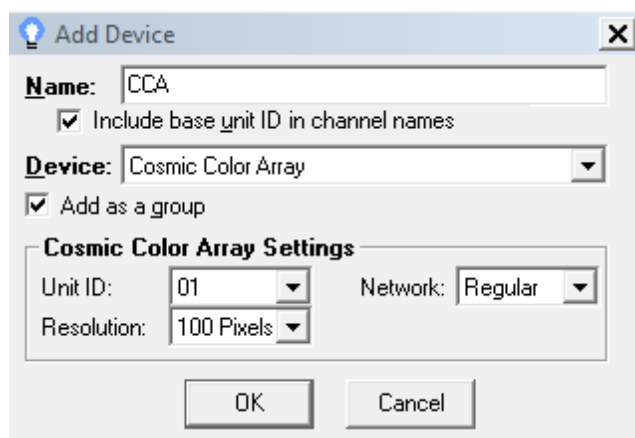 Add Device
Name: CCA
Include base unit ID in channel names
Device: Cosmic Color Array
Add as a group
Cosmic Color Array Settings
Unit ID: 01 Network: Regular
Resolution: 100 Pixels
OK Cancel